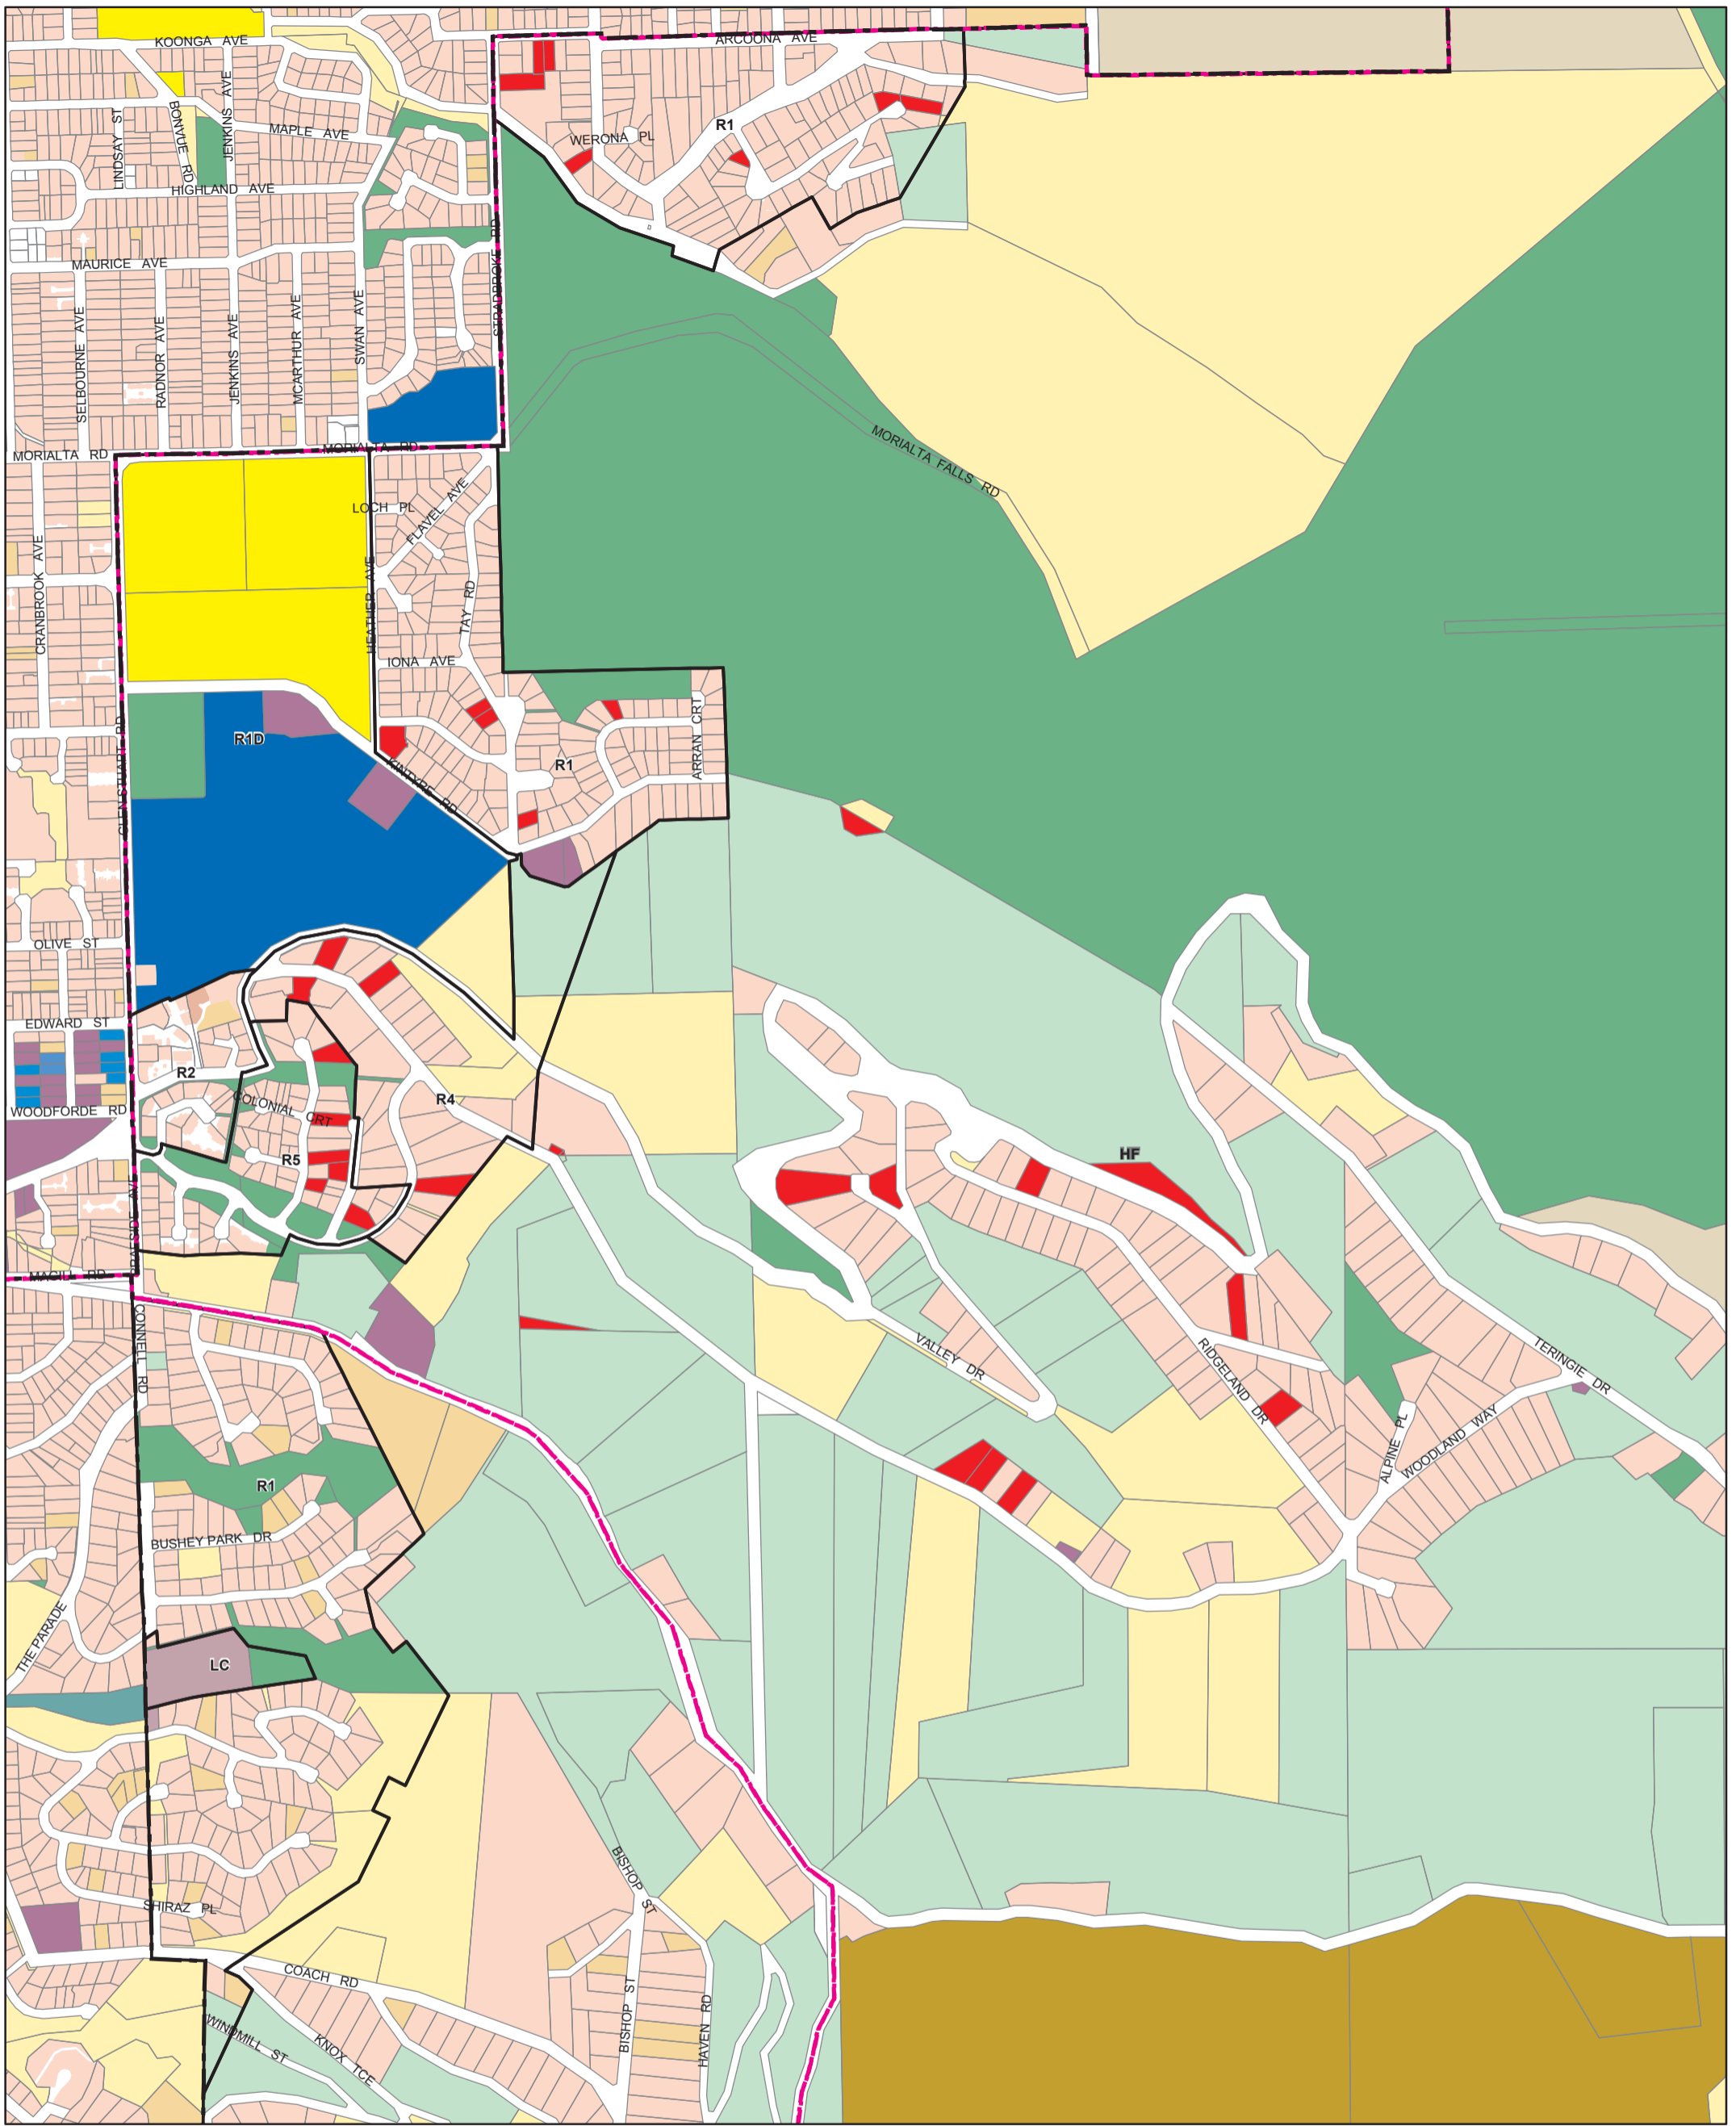 KOONGA AVE
ARCOONA AVE
LINDSAY ST
BONVUE RD
JENKINS AVE
MAPLE AVE
R1
WERONA PL
HIGHLAND AVE
STRADBROKE RD
MAURICE AVE
SELBOURNE AVE
RADNOR AVE
JENKINS AVE
MCARTHUR AVE
SWAN AVE
MORIALTA RD
MORIALTA RD
MORIALTA FALLS RD
LOCH PL
FLAVEL AVE
CRANBROOK AVE
HEATHER AVE
TAY RD
IONA AVE
GLEN STUART RD
R1D
KINTYRE RD
R1
ARRAN CRT
OLIVE ST
EDWARD ST
R2
WOODFORDE RD
COLONIAL CRT
R4
R5
HF
MAGILL RD
CONNELL RD
VALLEY DR
RIDGELAND DR
TERINGIE DR
ALPINE PL
WOODLAND WAY
R1
BUSHEY PARK DR
THE PARADE
LC
BISHOP ST
SHIRAZ PL
COACH RD
WINDMILL ST
KNOX TCE
BISHOP ST
HAVEN RD